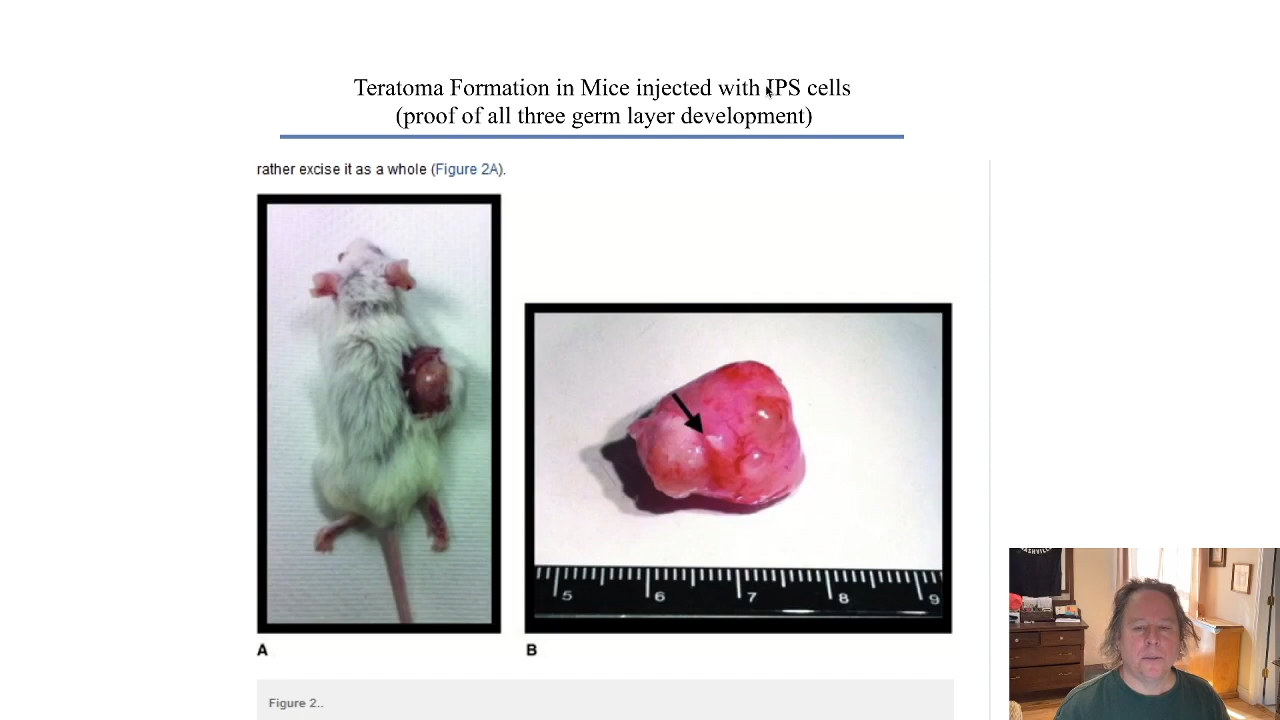 Teratoma Formation in Mice injected with IPS cells
(proof of all three germ layer development)
rather excise it as a whole (Figure 2A).
5 6 7 8 9
A
B
Figure 2..
NASHVILLE